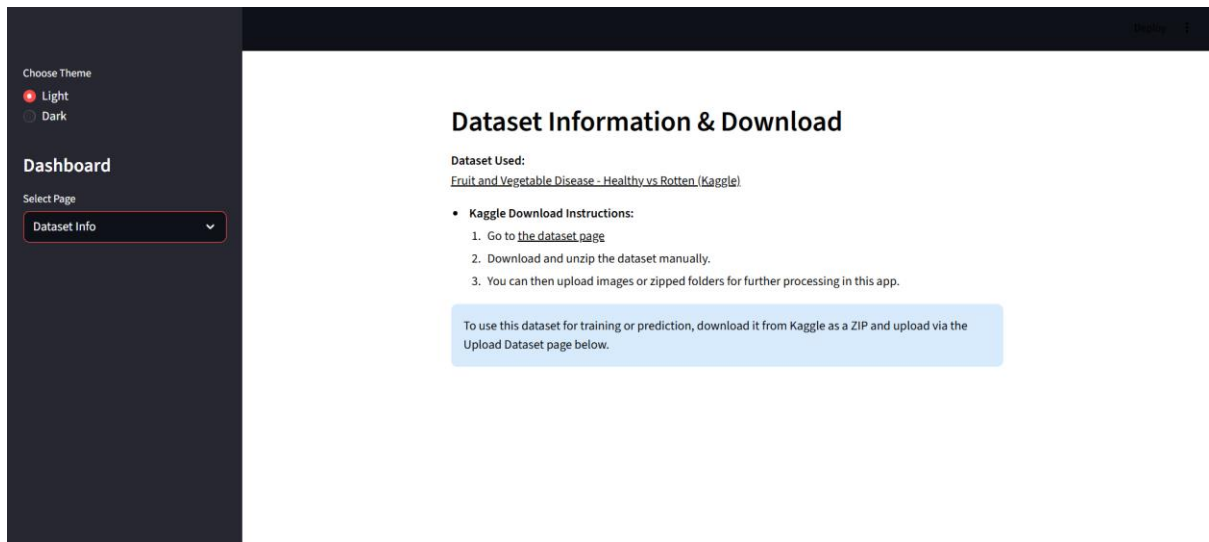 Deploy
Choose Theme
Light
Dark
Dashboard
Select Page
Dataset Info
Dataset Information & Download
Dataset Used:
Fruit and Vegetable Disease - Healthy vs Rotten (Kaggle)
Kaggle Download Instructions:
1. Go to the dataset page
2. Download and unzip the dataset manually.
3. You can then upload images or zipped folders for further processing in this app.
To use this dataset for training or prediction, download it from Kaggle as a ZIP and upload via the
Upload Dataset page below.